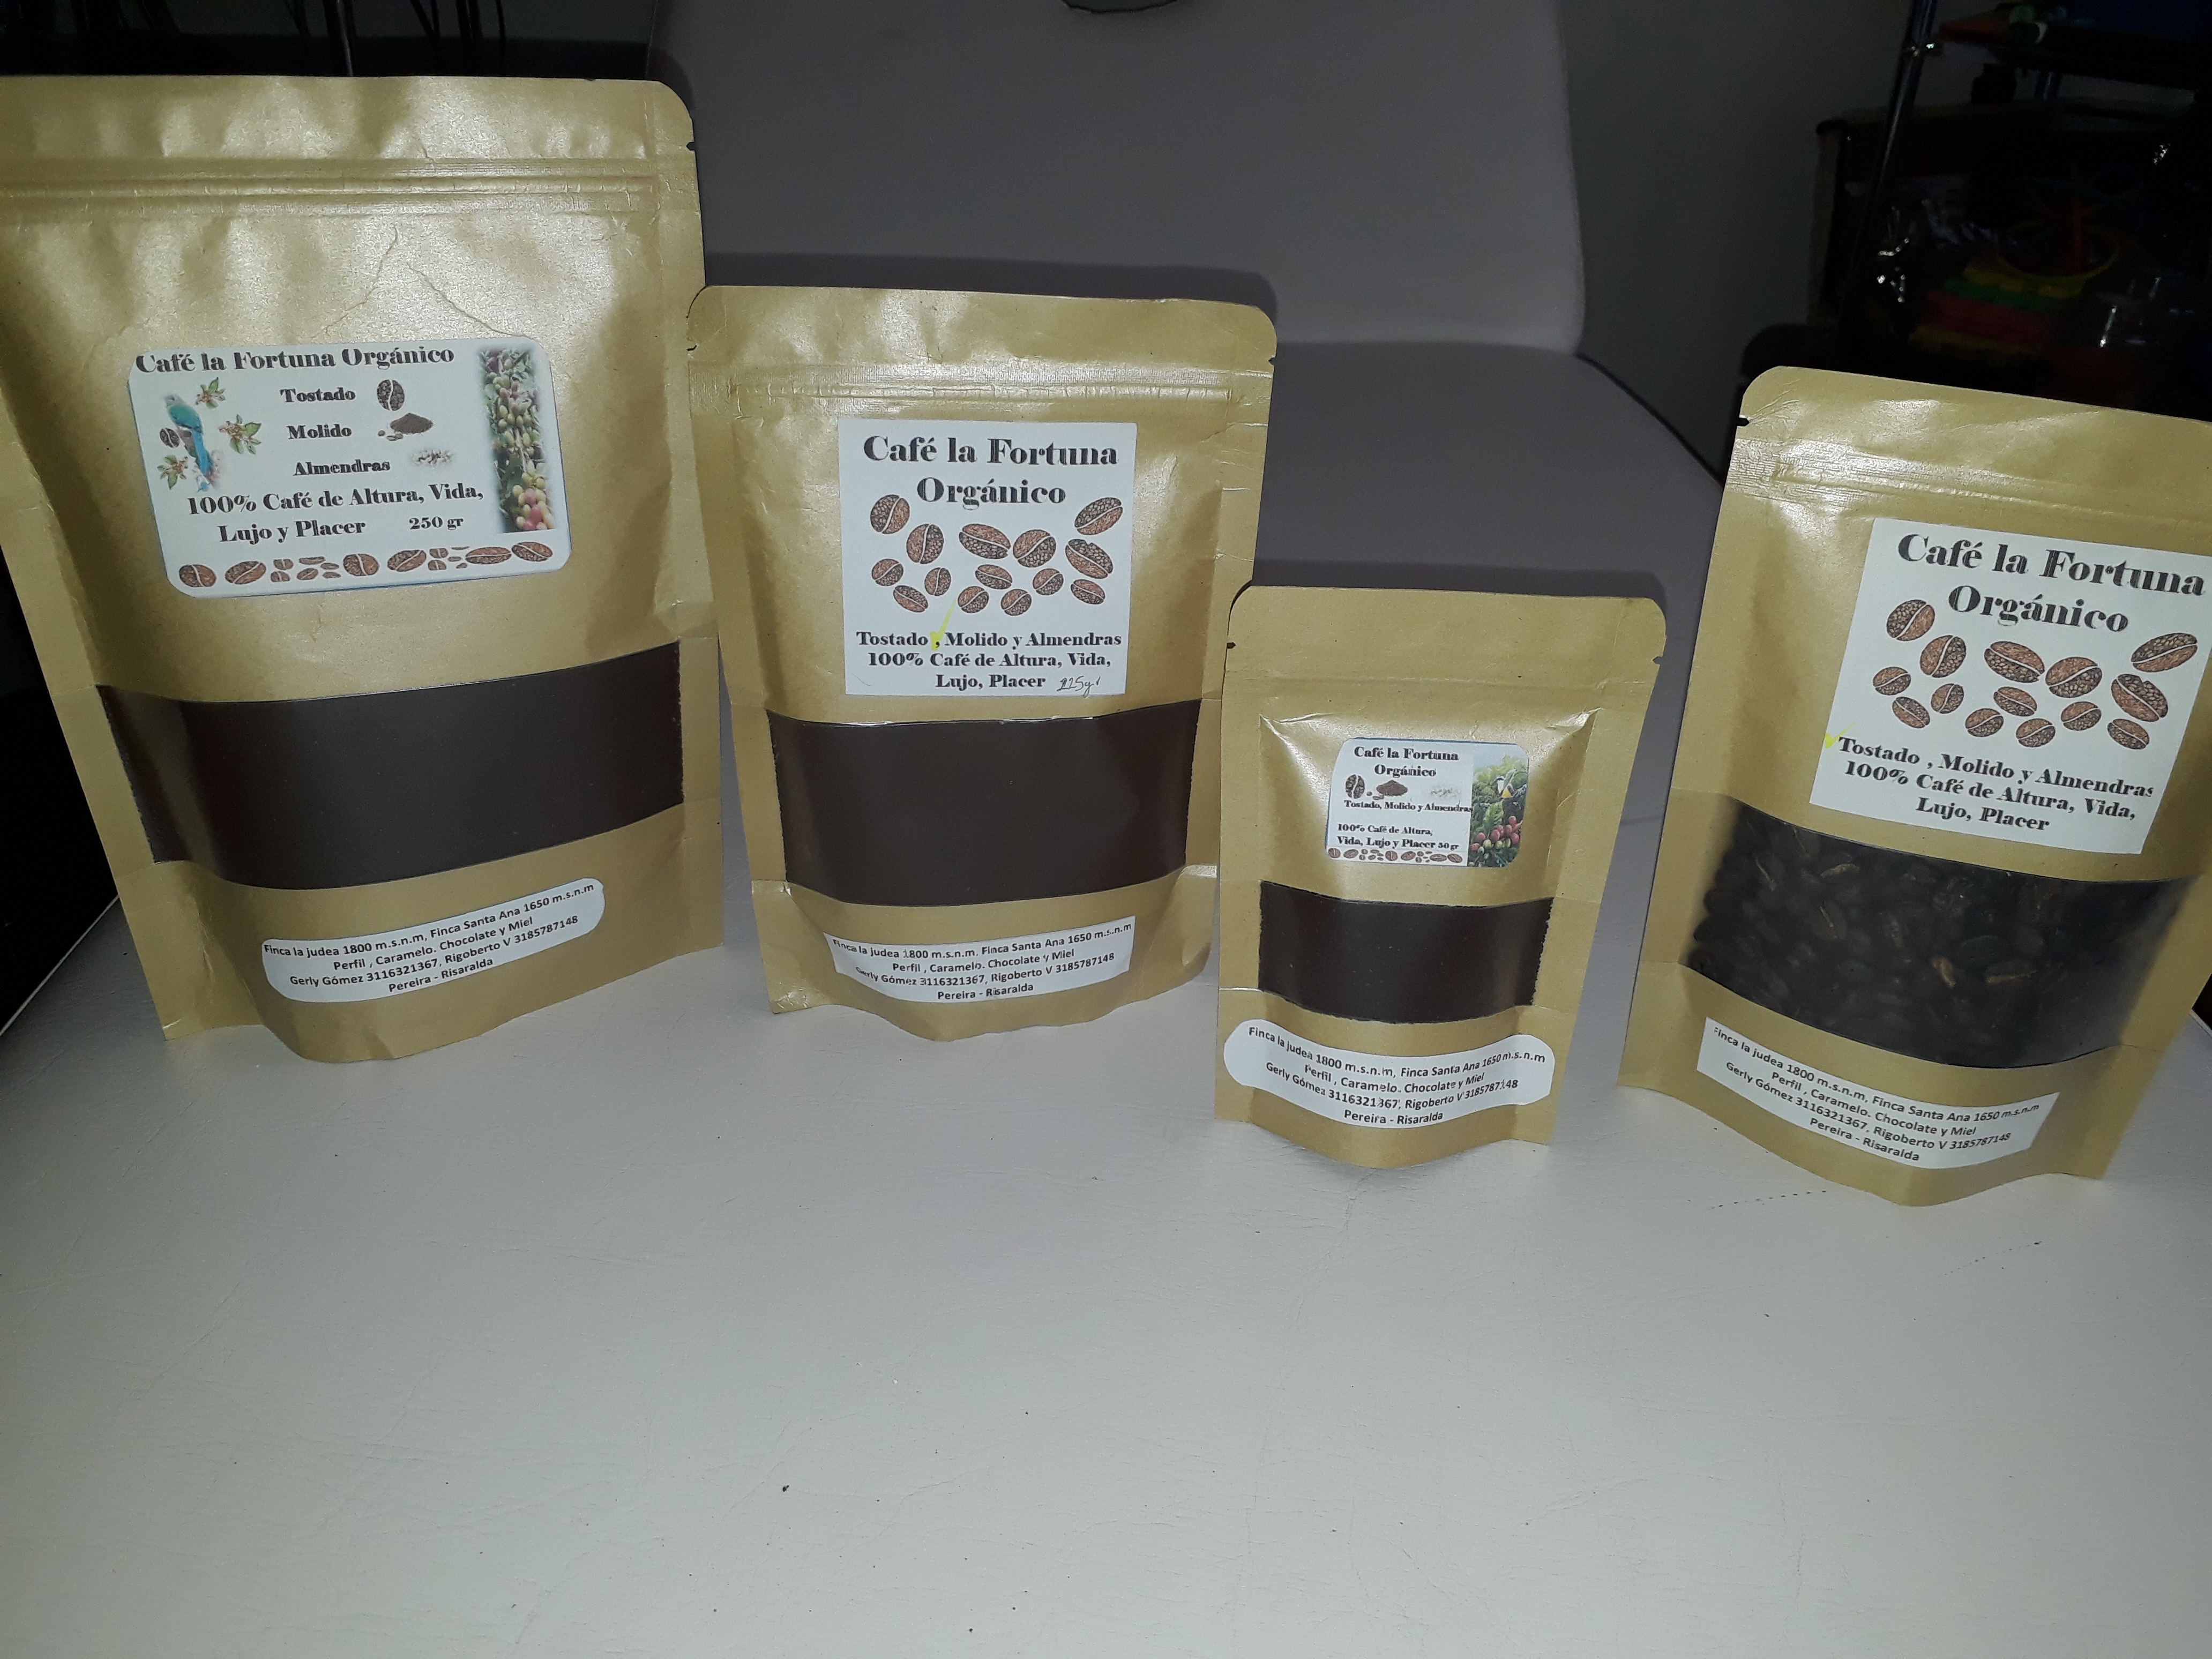 Café la Fortuna Orgánico
Tostado
Molido
Almendras
100% Café de Altura, Vida,
Lujo y Placer 250 gr
Finca la judea 1800 m.s.n.m, Finca Santa Ana 1650 m.s.n.m
Perfil , Caramelo. Chocolate y Miel
Gerly Gómez 3116321367, Rigoberto V 3185787148
Pereira - Risaralda
Café la Fortuna
Orgánico
Tostado , Molido y Almendras
100% Café de Altura, Vida,
Lujo, Placer
Finca la judea 1800 m.s.n.m, Finca Santa Ana 1650 m.s.n.m
Perfil , Caramelo. Chocolate y Miel
Gerly Gómez 3116321367, Rigoberto V 3185787148
Pereira - Risaralda
Café la Fortuna
Orgánico
Tostado, Molido y Almendras
100% Café de Altura,
Vida, Lujo y Placer 50 gr
Finca la judea 1800 m.s.n.m, Finca Santa Ana 1650 m.s.n.m
Perfil , Caramelo. Chocolate y Miel
Gerly Gómez 3116321367, Rigoberto V 3185787148
Pereira - Risaralda
Café la Fortuna
Orgánico
Tostado , Molido y Almendras
100% Café de Altura, Vida,
Lujo, Placer
Finca la judea 1800 m.s.n.m, Finca Santa Ana 1650 m.s.n.m
Perfil , Caramelo. Chocolate y Miel
Gerly Gómez 3116321367, Rigoberto V 3185787148
Pereira - Risaralda